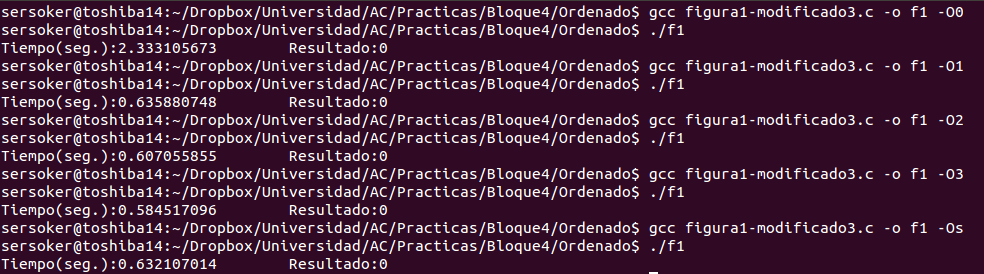 sersoker@toshiba14:~/Dropbox/Universidad/AC/Practicas/Bloque4/Ordenado$ gcc figura1-modificado3.c -o f1 -O0
sersoker@toshiba14:~/Dropbox/Universidad/AC/Practicas/Bloque4/Ordenado$ ./f1
Tiempo(seg.):2.333105673        Resultado:0
sersoker@toshiba14:~/Dropbox/Universidad/AC/Practicas/Bloque4/Ordenado$ gcc figura1-modificado3.c -o f1 -O1
sersoker@toshiba14:~/Dropbox/Universidad/AC/Practicas/Bloque4/Ordenado$ ./f1
Tiempo(seg.):0.635880748        Resultado:0
sersoker@toshiba14:~/Dropbox/Universidad/AC/Practicas/Bloque4/Ordenado$ gcc figura1-modificado3.c -o f1 -O2
sersoker@toshiba14:~/Dropbox/Universidad/AC/Practicas/Bloque4/Ordenado$ ./f1
Tiempo(seg.):0.607055855        Resultado:0
sersoker@toshiba14:~/Dropbox/Universidad/AC/Practicas/Bloque4/Ordenado$ gcc figura1-modificado3.c -o f1 -O3
sersoker@toshiba14:~/Dropbox/Universidad/AC/Practicas/Bloque4/Ordenado$ ./f1
Tiempo(seg.):0.584517096        Resultado:0
sersoker@toshiba14:~/Dropbox/Universidad/AC/Practicas/Bloque4/Ordenado$ gcc figura1-modificado3.c -o f1 -Os
sersoker@toshiba14:~/Dropbox/Universidad/AC/Practicas/Bloque4/Ordenado$ ./f1
Tiempo(seg.):0.632107014        Resultado:0